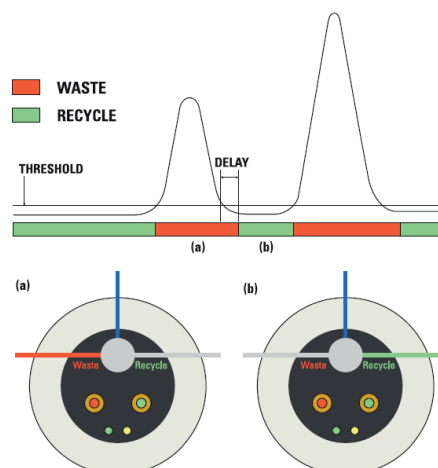 WASTE
RECYCLE
THRESHOLD
DELAY
(a) (b)
(a) (b)
Waste Recycle Waste Recycle